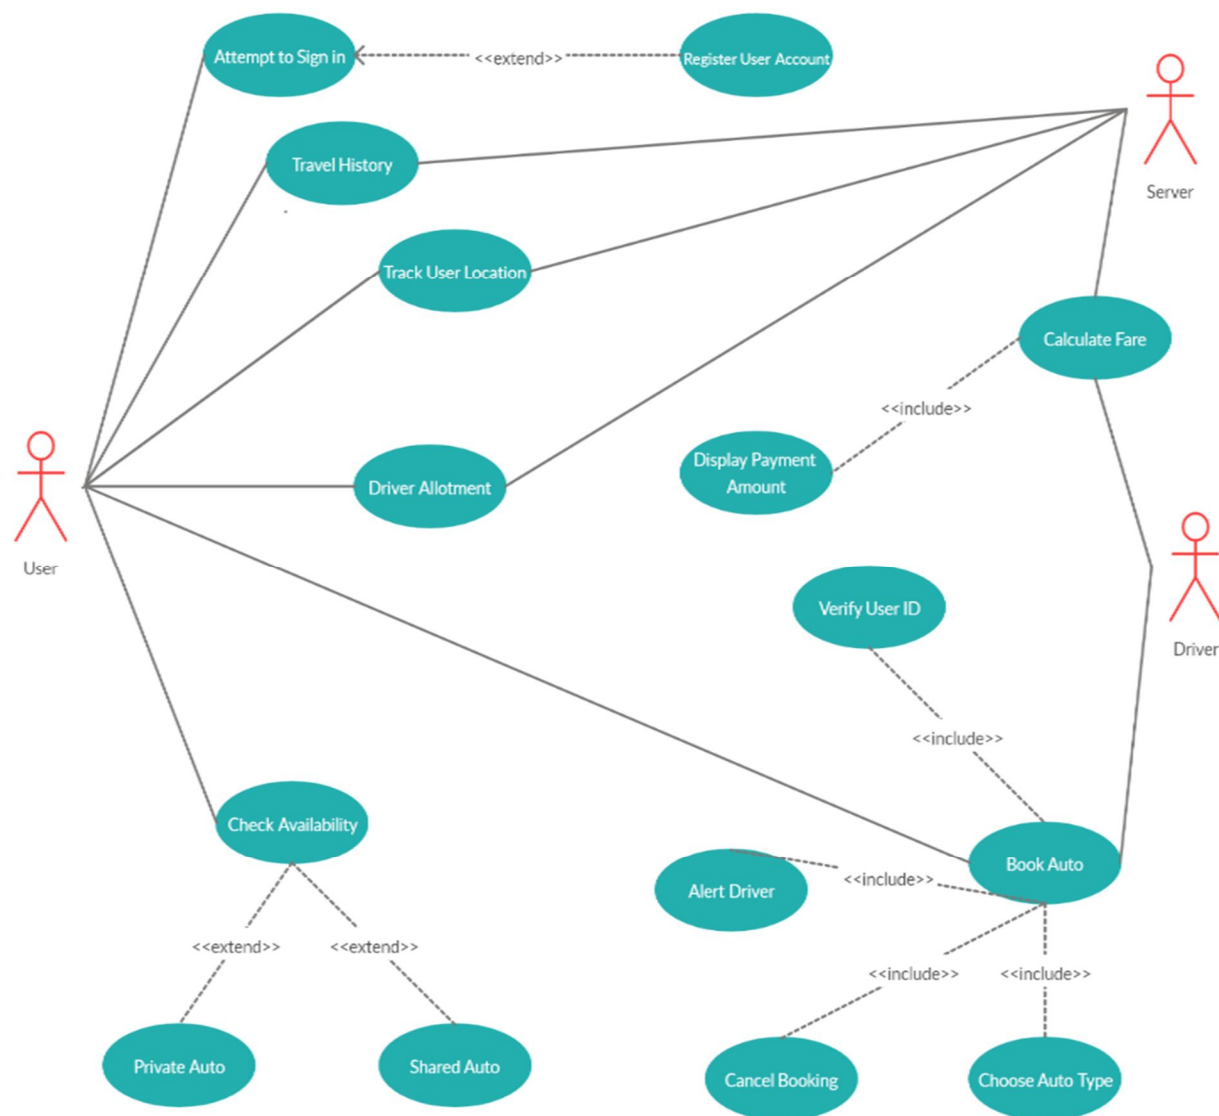 Attempt to Sign in
<<extend>>
Register User Account
Travel History
Server
Track User Location
Calculate Fare
<<include>>
Display Payment
Amount
Driver Allotment
User
Verify User ID
Driver
<<include>>
Check Availability
Book Auto
<<include>>
Alert Driver
<<extend>>
<<extend>>
<<include>>
<<include>>
Private Auto
Shared Auto
Cancel Booking
Choose Auto Type